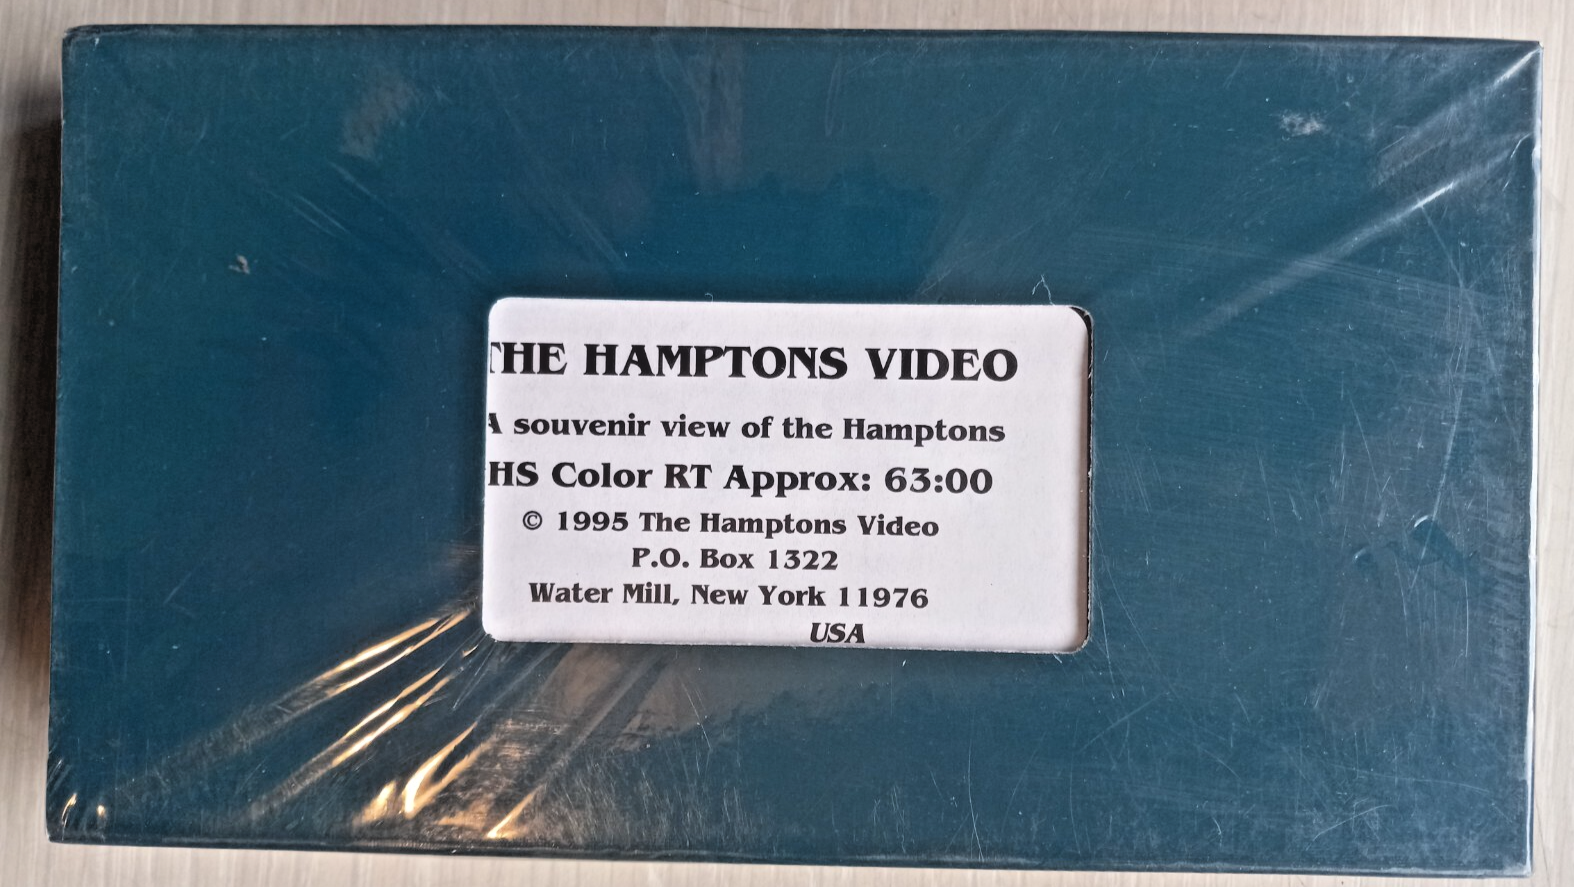 THE HAMPTONS VIDEO
A souvenir view of the Hamptons
HS Color RT Approx: 63:00
© 1995 The Hamptons Video
P.O. Box 1322
Water Mill, New York 11976
USA